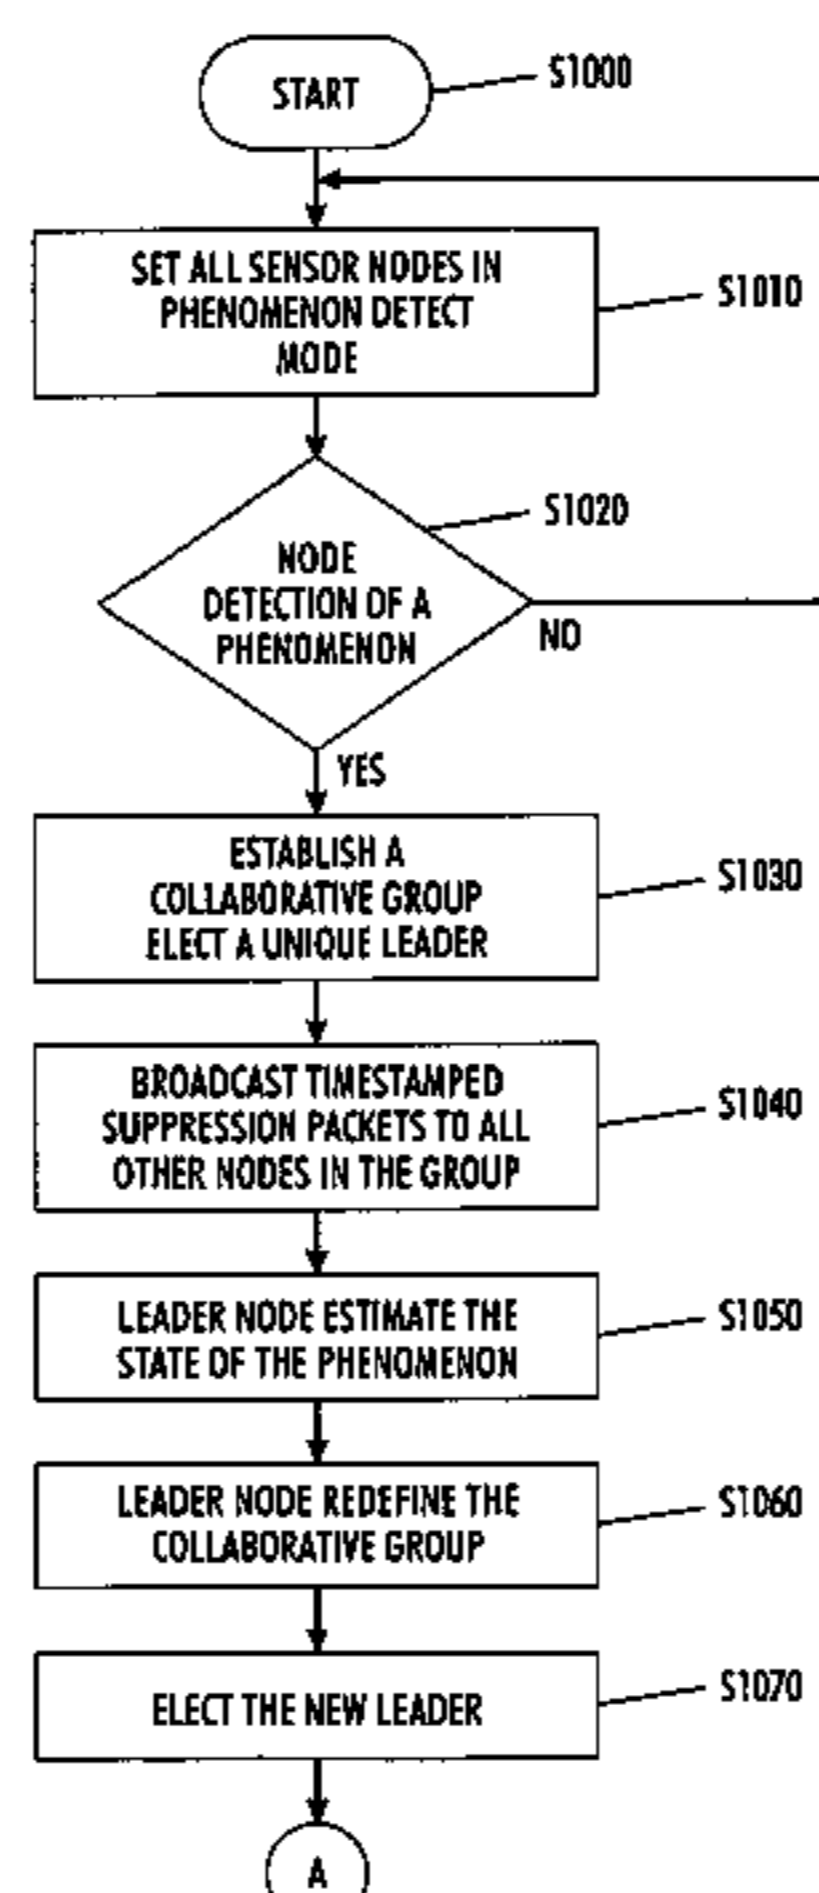 START
S1000
SET ALL SENSOR NODES IN
PHENOMENON DETECT
MODE
S1010
S1020
NODE
DETECTION OF A
PHENOMENON
NO
YES
ESTABLISH A
COLLABORATIVE GROUP
ELECT A UNIQUE LEADER
S1030
BROADCAST TIMESTAMPED
SUPPRESSION PACKETS TO ALL
OTHER NODES IN THE GROUP
S1040
LEADER NODE ESTIMATE THE
STATE OF THE PHENOMENON
S1050
LEADER NODE REDEFINE THE
COLLABORATIVE GROUP
S1060
ELECT THE NEW LEADER
S1070
A